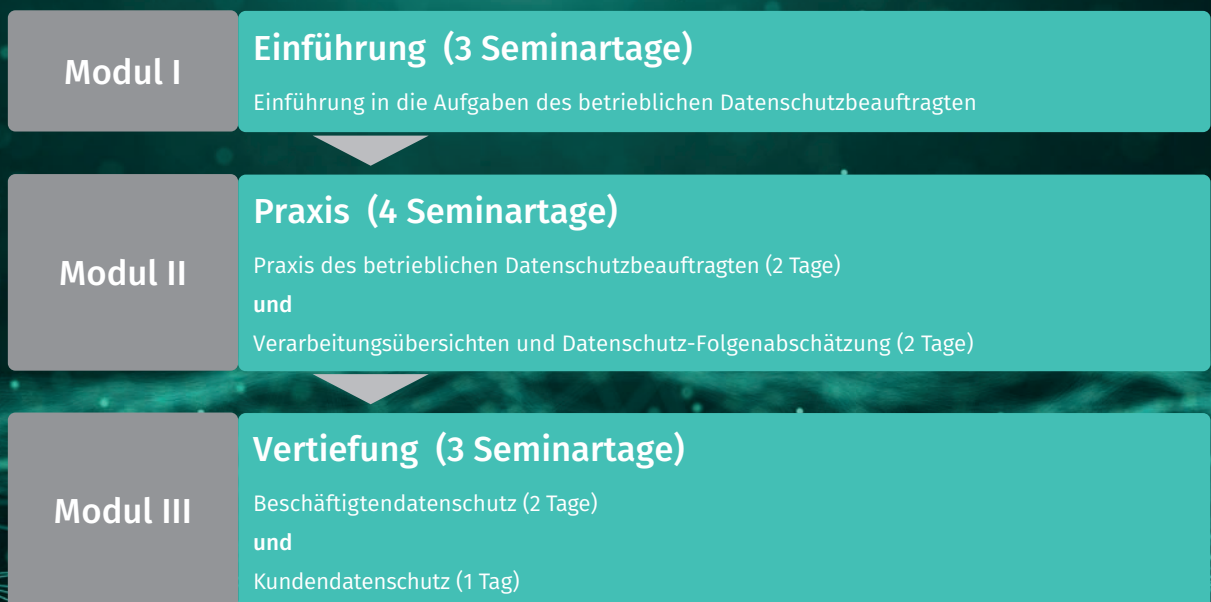 Modul I
Einführung (3 Seminartage)
Einführung in die Aufgaben des betrieblichen Datenschutzbeauftragten
Modul II
Praxis (4 Seminartage)
Praxis des betrieblichen Datenschutzbeauftragten (2 Tage)
und
Verarbeitungsübersichten und Datenschutz-Folgenabschätzung (2 Tage)
Modul III
Vertiefung (3 Seminartage)
Beschäftigtendatenschutz (2 Tage)
und
Kundendatenschutz (1 Tag)